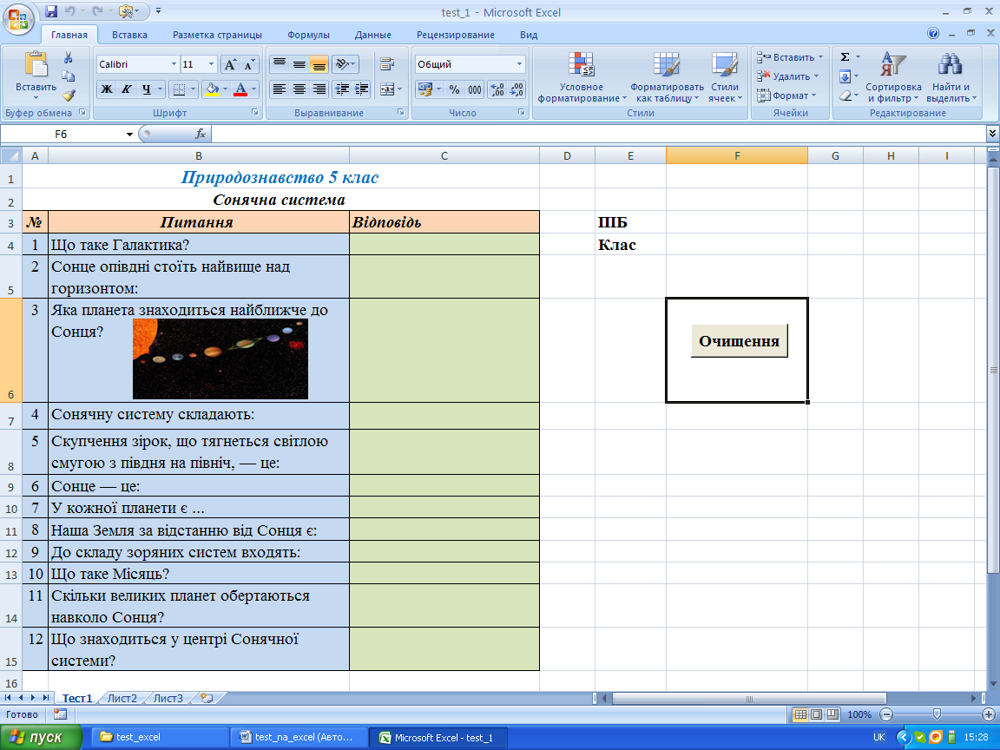 test_1 - Microsoft Excel
Главная Вставка Разметка страницы Формулы Данные Рецензирование Вид
Вставить
Буфер обмена
Calibri 11
Ж К Ч
Шрифт
Выравнивание
Общий
% 000
Число
Условное форматирование
Форматировать как таблицу
Стили ячеек
Стили
Вставить
Удалить
Формат
Ячейки
Сортировка и фильтр
Найти и выделить
Редактирование
F6 fx
A B C D E F G H I
1 Природознавство 5 клас
2 Сонячна система
3 № Питання Відповідь ПІБ
4 1 Що таке Галактика? Клас
2 Сонце опівдні стоїть найвище над
5 горизонтом:
3 Яка планета знаходиться найближче до
Сонця?
Очищення
6
7 4 Сонячну систему складають:
5 Скупчення зірок, що тягнеться світлою
8 смугою з півдня на північ, — це:
9 6 Сонце — це:
10 7 У кожної планети є ...
11 8 Наша Земля за відстанню від Сонця є:
12 9 До складу зоряних систем входять:
13 10 Що таке Місяць?
11 Скільки великих планет обертаються
14 навколо Сонця?
12 Що знаходиться у центрі Сонячної
15 системи?
16
Тест1 Лист2 Лист3
Готово 100%
пуск test_excel test_na_excel (Авто... Microsoft Excel - test_1 UK 15:28